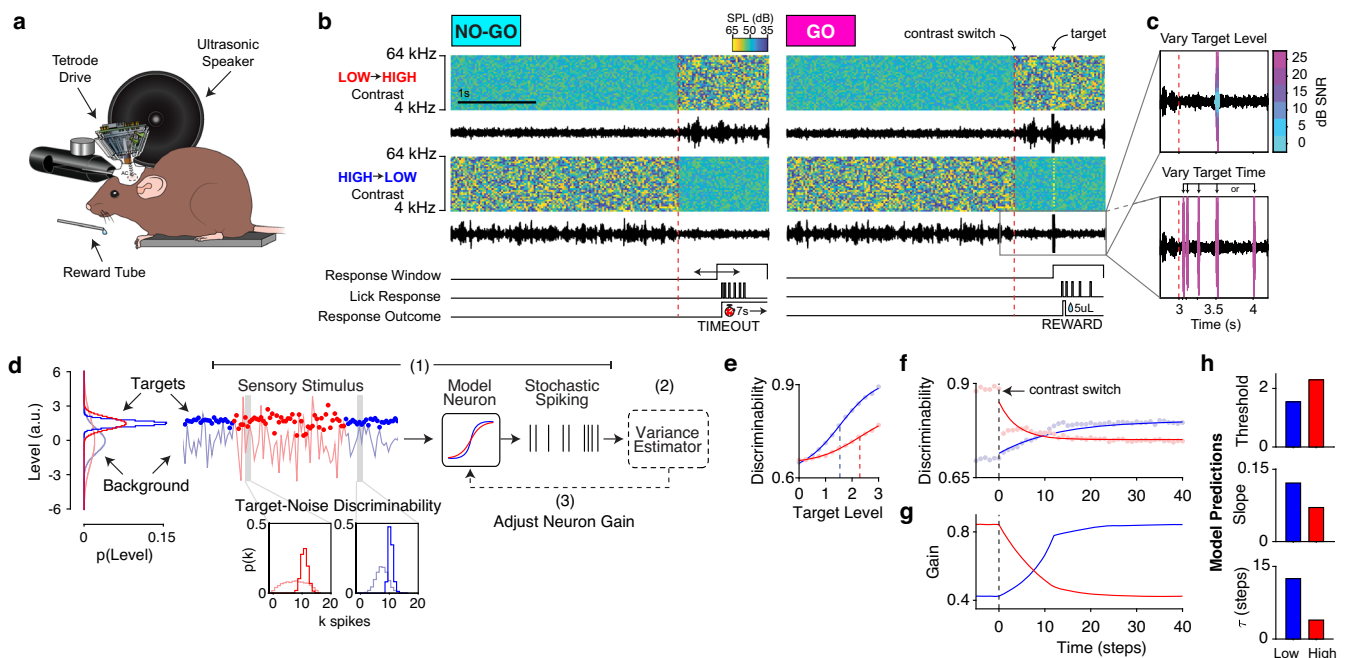 a
Tetrode
Drive
Ultrasonic
Speaker
AC
Reward Tube
b
NO-GO
SPL (dB)
65 50 35
GO
contrast switch
target
64 kHz
LOW→HIGH
Contrast
4 kHz
1s
64 kHz
HIGH→LOW
Contrast
4 kHz
Response Window
Lick Response
Response Outcome
7s
TIMEOUT
5uL
REWARD
c
Vary Target Level
25
20
15
10
5
0
dB SNR
Vary Target Time
or
3 3.5 4
Time (s)
d
6
3
0
-3
-6
Level (a.u.)
Targets
Background
0 0.15
p(Level)
(1)
Sensory Stimulus
Model
Neuron
Stochastic
Spiking
(2)
Variance
Estimator
(3)
Adjust Neuron Gain
Target-Noise Discriminability
0.5
0
p(k)
0 10 20
0.5
0
0 10 20
k spikes
e
0.9
0.6
Discriminability
0 1 2 3
Target Level
f
0.9
0.65
Discriminability
contrast switch
0 10 20 30 40
g
0.8
0.4
Gain
0 10 20 30 40
Time (steps)
h
Model Predictions
2
0
Threshold
0.15
0
Slope
15
0
τ (steps)
Low High